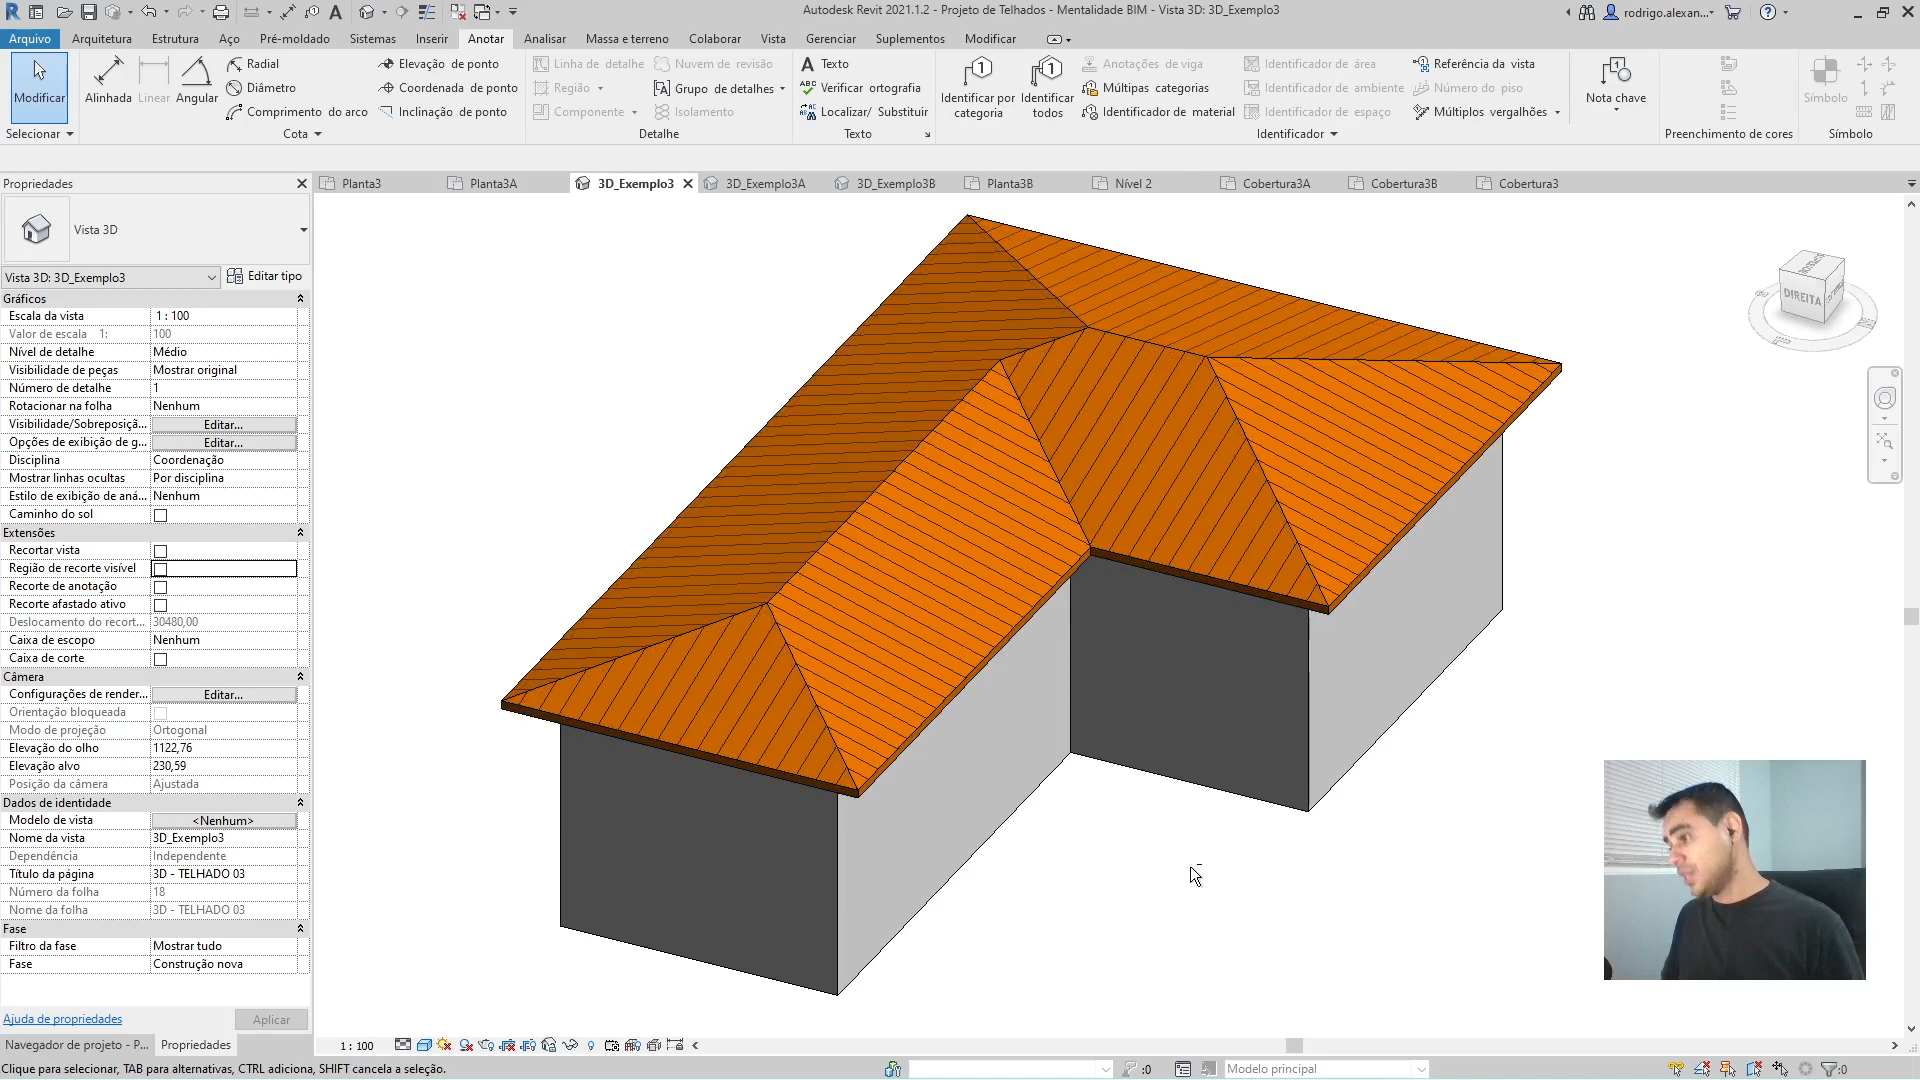 Autodesk Revit 2021.1.2 - Projeto de Telhados - Mentalidade BIM - Vista 3D: 3D_Exemplo3
rodrigo.alexan...
Arquivo Arquitetura Estrutura Aço Pré-moldado Sistemas Inserir Anotar Analisar Massa e terreno Colaborar Vista Gerenciar Suplementos Modificar
Modificar
Alinhada Linear Angular
Radial
Diâmetro
Comprimento do arco
Elevação de ponto
Coordenada de ponto
Inclinação de ponto
Linha de detalhe
Região
Componente
Nuvem de revisão
Grupo de detalhes
Isolamento
Texto
Verificar ortografia
Localizar/ Substituir
Identificar por categoria
Identificar todos
Anotações de viga
Múltiplas categorias
Identificador de material
Identificador de área
Identificador de ambiente
Identificador de espaço
Referência da vista
Número do piso
Múltiplos vergalhões
Nota chave
Símbolo
Selecionar Cota Detalhe Texto Identificador Preenchimento de cores Símbolo
Propriedades
Planta3 Planta3A 3D_Exemplo3 3D_Exemplo3A 3D_Exemplo3B Planta3B Nível 2 Cobertura3A Cobertura3B Cobertura3
Vista 3D
Vista 3D: 3D_Exemplo3 Editar tipo
Gráficos
Escala da vista 1 : 100
Valor de escala 1: 100
Nível de detalhe Médio
Visibilidade de peças Mostrar original
Número de detalhe 1
Rotacionar na folha Nenhum
Visibilidade/Sobreposiçã... Editar...
Opções de exibição de g... Editar...
Disciplina Coordenação
Mostrar linhas ocultas Por disciplina
Estilo de exibição de aná... Nenhum
Caminho do sol
Extensões
Recortar vista
Região de recorte visível
Recorte de anotação
Recorte afastado ativo
Deslocamento do recort... 30480,00
Caixa de escopo Nenhum
Caixa de corte
Câmera
Configurações de render... Editar...
Orientação bloqueada
Modo de projeção Ortogonal
Elevação do olho 1122,76
Elevação alvo 230,59
Posição da câmera Ajustada
Dados de identidade
Modelo de vista <Nenhum>
Nome da vista 3D_Exemplo3
Dependência Independente
Título da página 3D - TELHADO 03
Número da folha 18
Nome da folha 3D - TELHADO 03
Fase
Filtro da fase Mostrar tudo
Fase Construção nova
Ajuda de propriedades Aplicar
Navegador de projeto - P... Propriedades
DIREITA
1 : 100
Clique para selecionar, TAB para alternativas, CTRL adiciona, SHIFT cancela a seleção.
:0
Modelo principal
:0